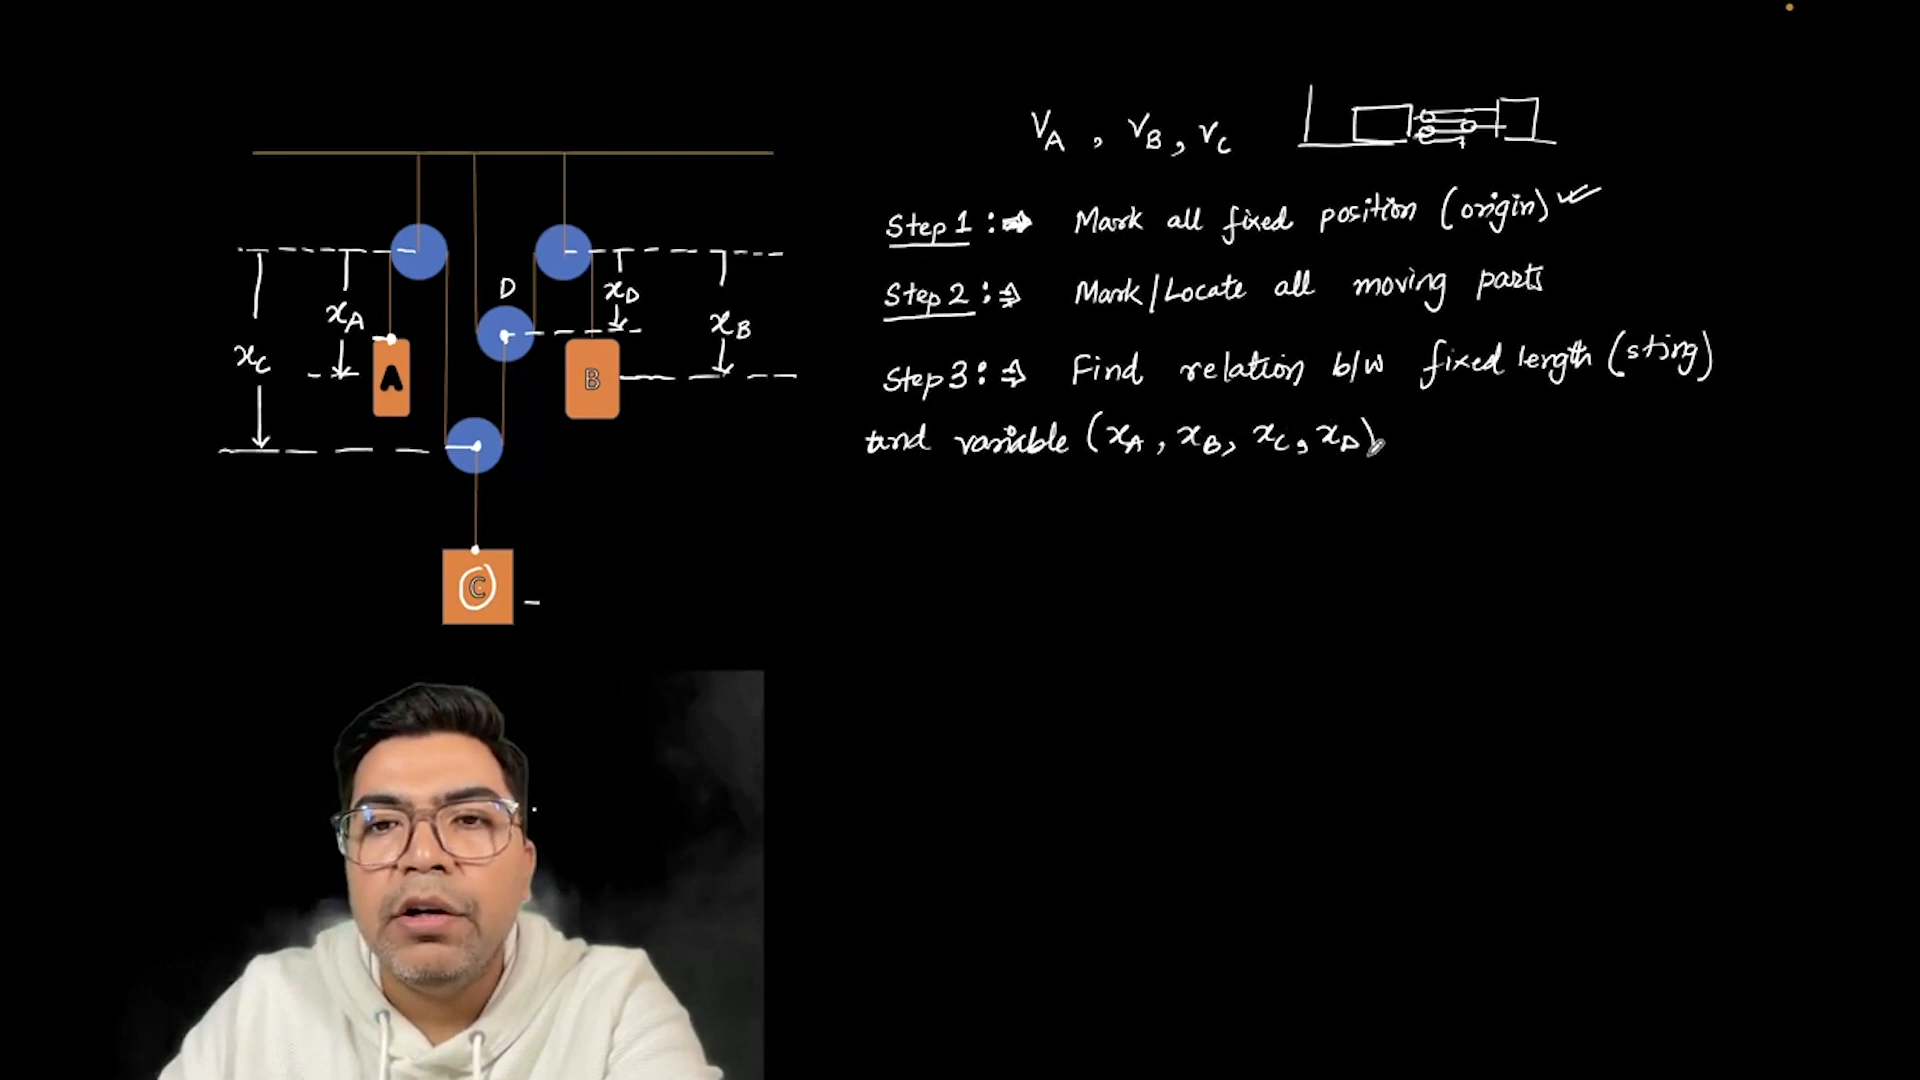 V_A , V_B , V_C
Step 1 :⇒ Mark all fixed position (origin) ✓
Step 2 :⇒ Mark/Locate all moving parts
Step 3 :⇒ Find relation b/w fixed length (sting)
and variable (x_A , x_B , x_C , x_D)
D
x_D
x_A
x_B
x_C
A
B
C